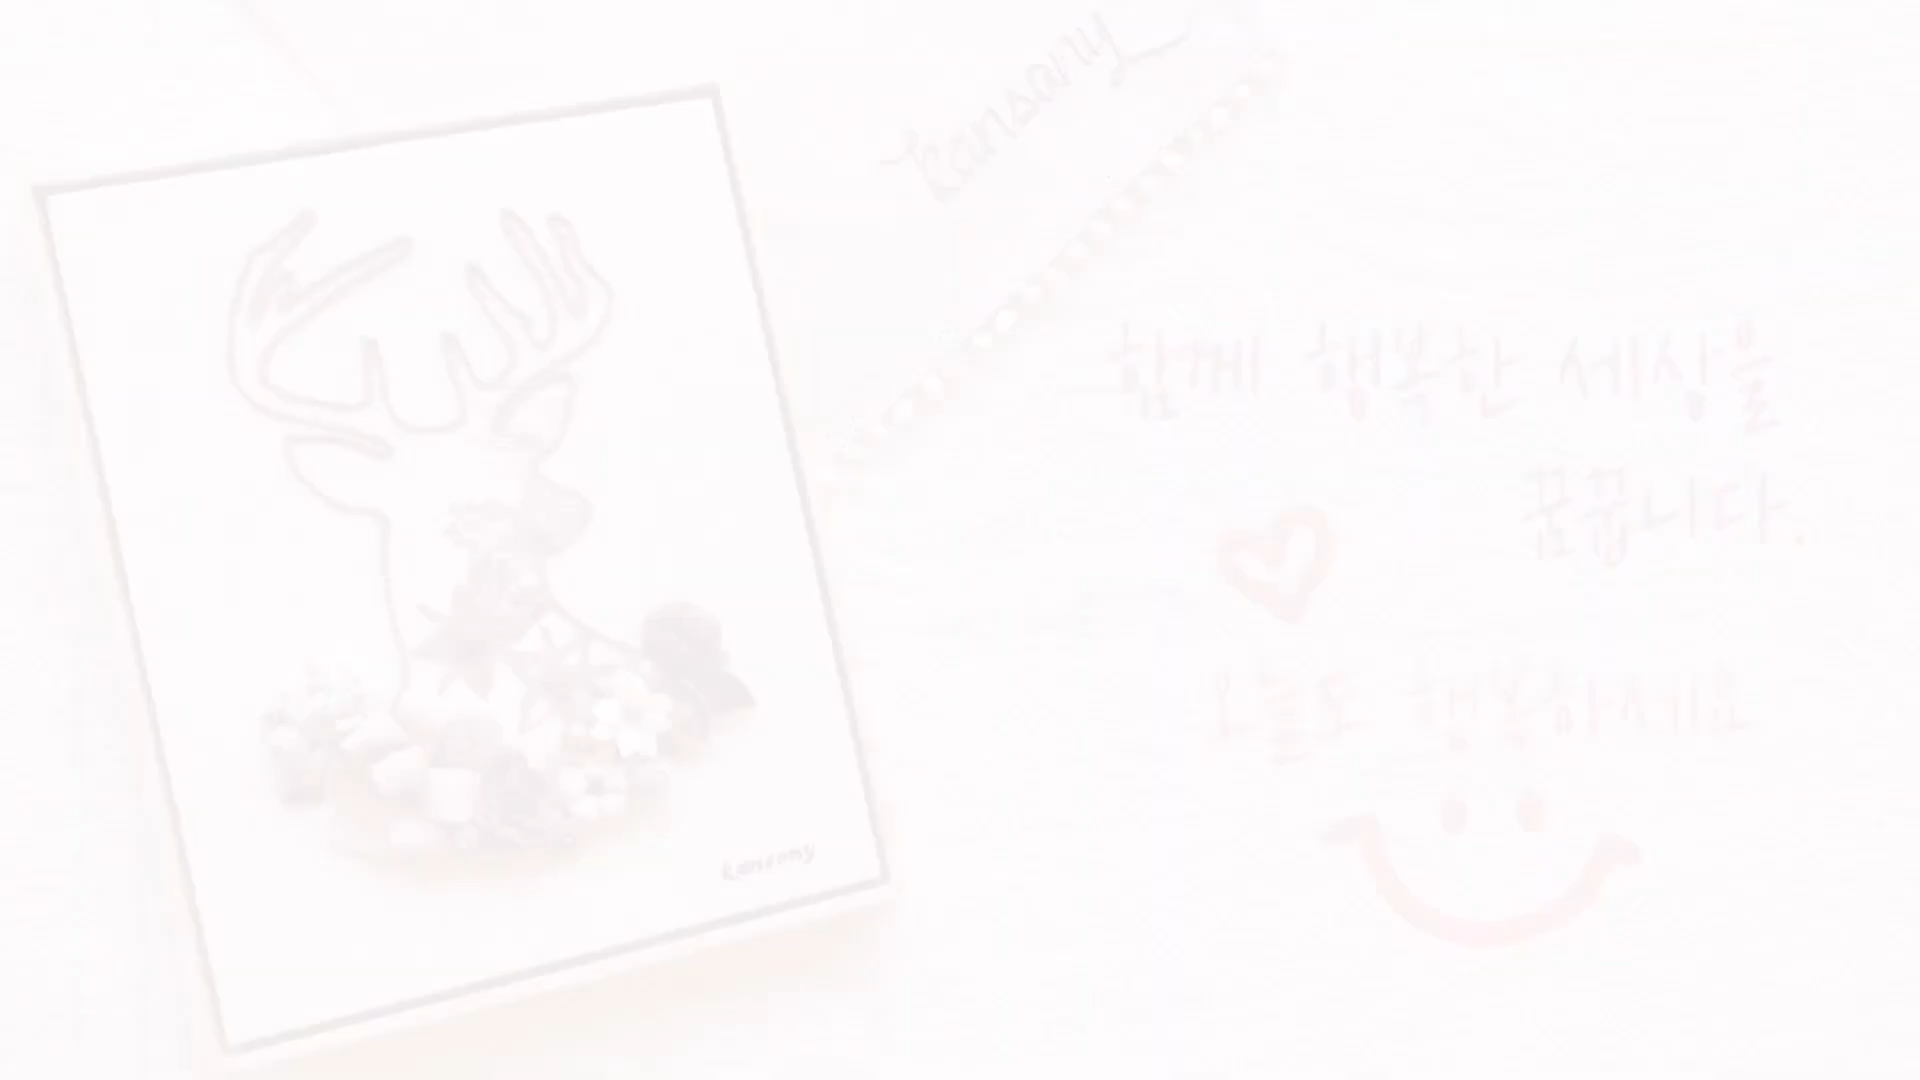 kansony
함께 행복한 세상을
꿈꿉니다.
오늘도 행복하세요
kansony